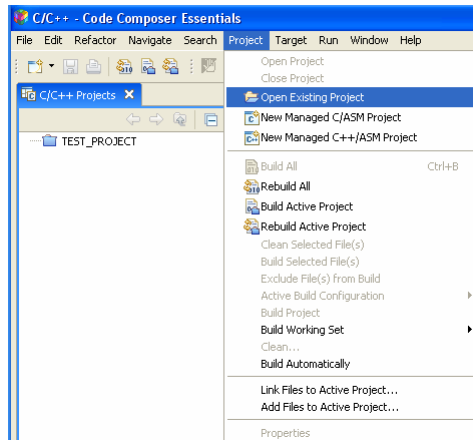 C/C++ - Code Composer Essentials
File Edit Refactor Navigate Search Project Target Run Window Help
C/C++ Projects
TEST_PROJECT
Open Project
Close Project
Open Existing Project
New Managed C/ASM Project
New Managed C++/ASM Project
Build All Ctrl+B
Rebuild All
Build Active Project
Rebuild Active Project
Clean Selected File(s)
Build Selected File(s)
Exclude File(s) from Build
Active Build Configuration
Build Project
Build Working Set
Clean...
Build Automatically
Link Files to Active Project...
Add Files to Active Project...
Properties